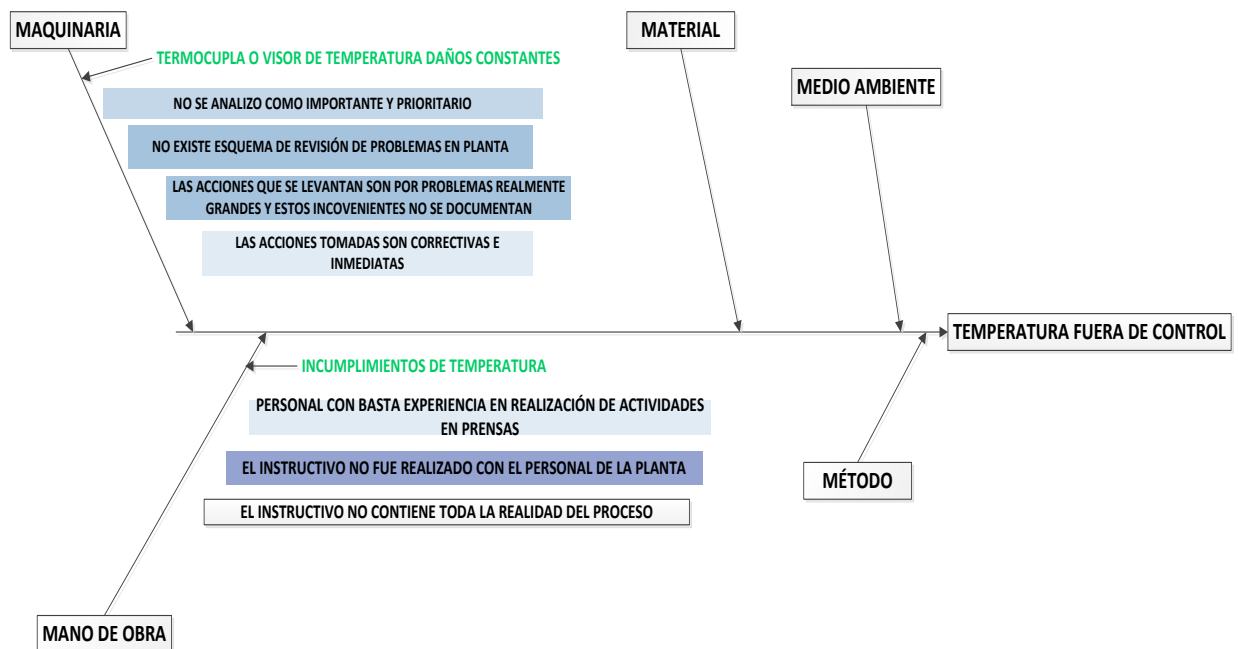 MAQUINARIA
MATERIAL
TERMOCUPLA O VISOR DE TEMPERATURA DAÑOS CONSTANTES
MEDIO AMBIENTE
NO SE ANALIZO COMO IMPORTANTE Y PRIORITARIO
NO EXISTE ESQUEMA DE REVISIÓN DE PROBLEMAS EN PLANTA
LAS ACCIONES QUE SE LEVANTAN SON POR PROBLEMAS REALMENTE
GRANDES Y ESTOS INCOVENIENTES NO SE DOCUMENTAN
LAS ACCIONES TOMADAS SON CORRECTIVAS E
INMEDIATAS
TEMPERATURA FUERA DE CONTROL
INCUMPLIMIENTOS DE TEMPERATURA
PERSONAL CON BASTA EXPERIENCIA EN REALIZACIÓN DE ACTIVIDADES
EN PRENSAS
EL INSTRUCTIVO NO FUE REALIZADO CON EL PERSONAL DE LA PLANTA
MÉTODO
EL INSTRUCTIVO NO CONTIENE TODA LA REALIDAD DEL PROCESO
MANO DE OBRA